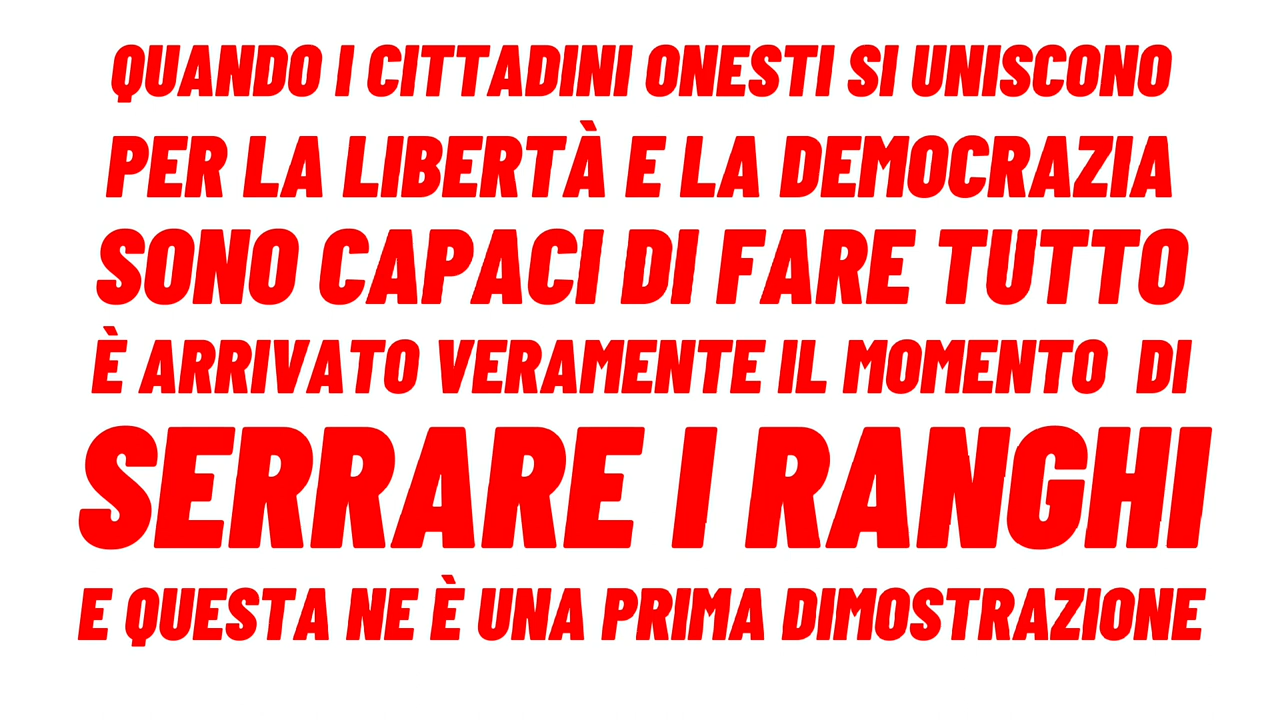 QUANDO I CITTADINI ONESTI SI UNISCONO
PER LA LIBERTÀ E LA DEMOCRAZIA
SONO CAPACI DI FARE TUTTO
È ARRIVATO VERAMENTE IL MOMENTO DI
SERRARE I RANGHI
E QUESTA NE È UNA PRIMA DIMOSTRAZIONE